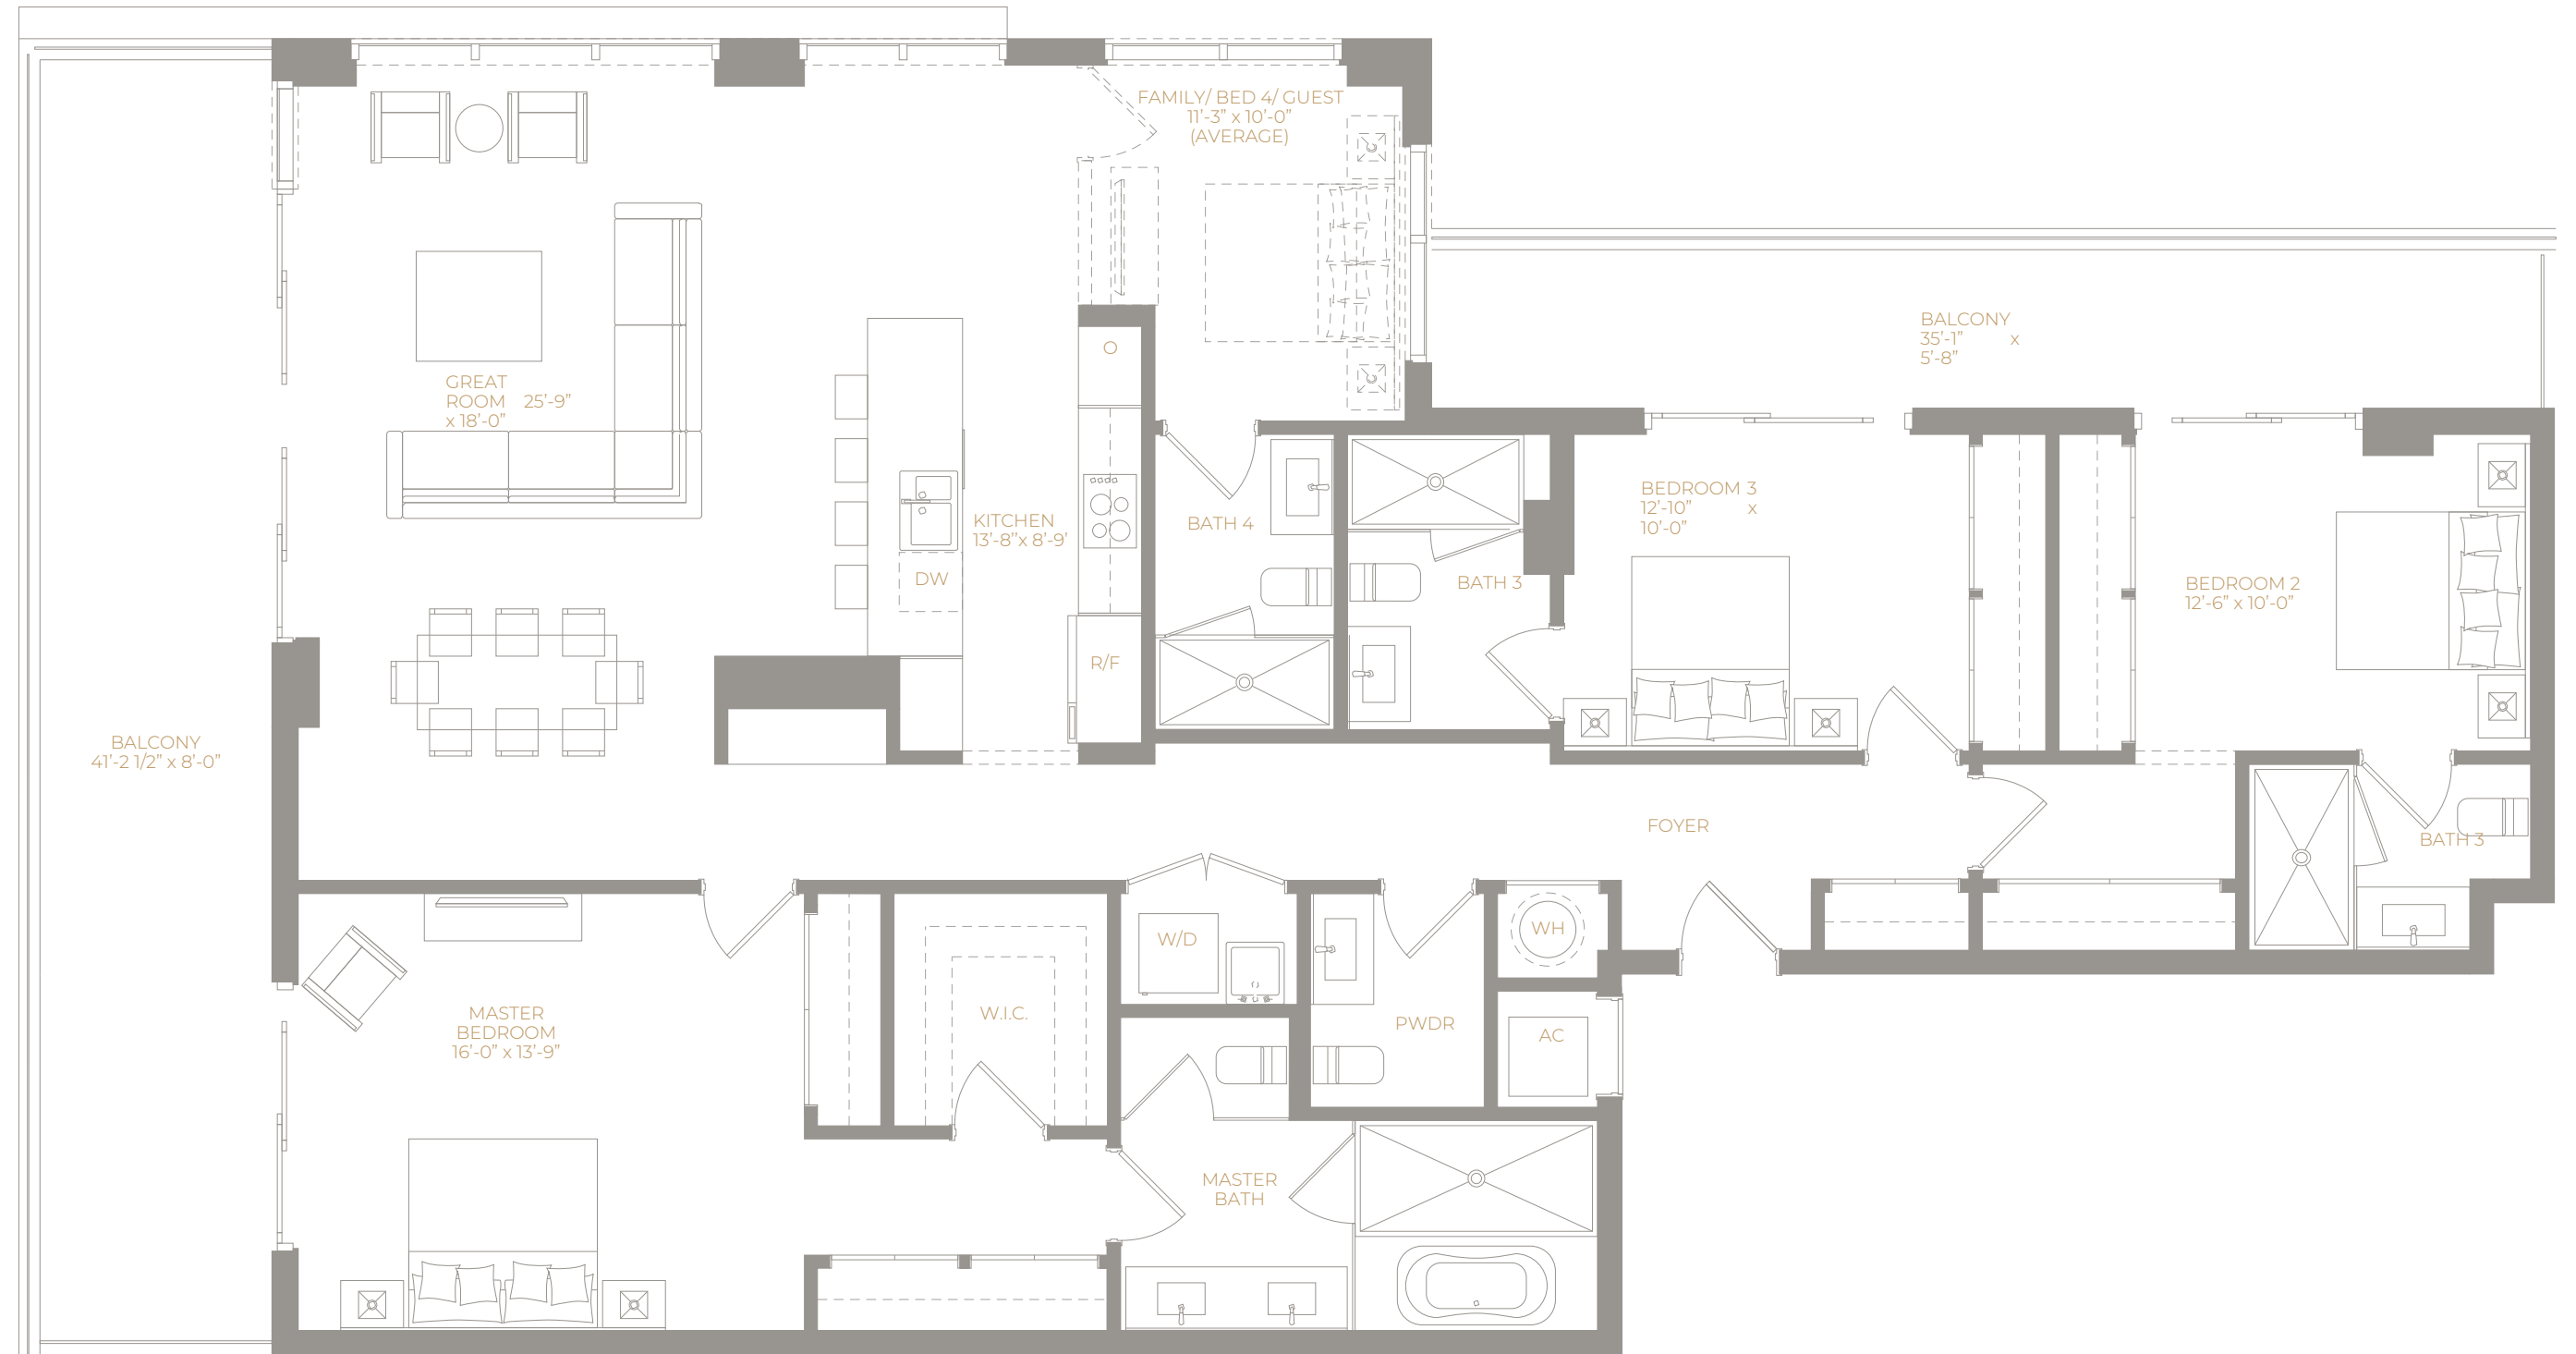 FAMILY/ BED 4/ GUEST
11'-3” x 10'-0”
(AVERAGE)
BALCONY
35'-1” x
5'-8”
O
GREAT
ROOM 25'-9”
x 18'-0”
KITCHEN
13'-8’'x 8'-9'
DW
R/F
BATH 4
BATH 3
BEDROOM 3
12'-10” x
10'-0”
BEDROOM 2
12'-6” x 10'-0”
BALCONY
41'-2 1/2” x 8'-0”
FOYER
BATH 3
W/D
WH
W.I.C.
PWDR
AC
MASTER
BEDROOM
16'-0” x 13'-9”
MASTER
BATH